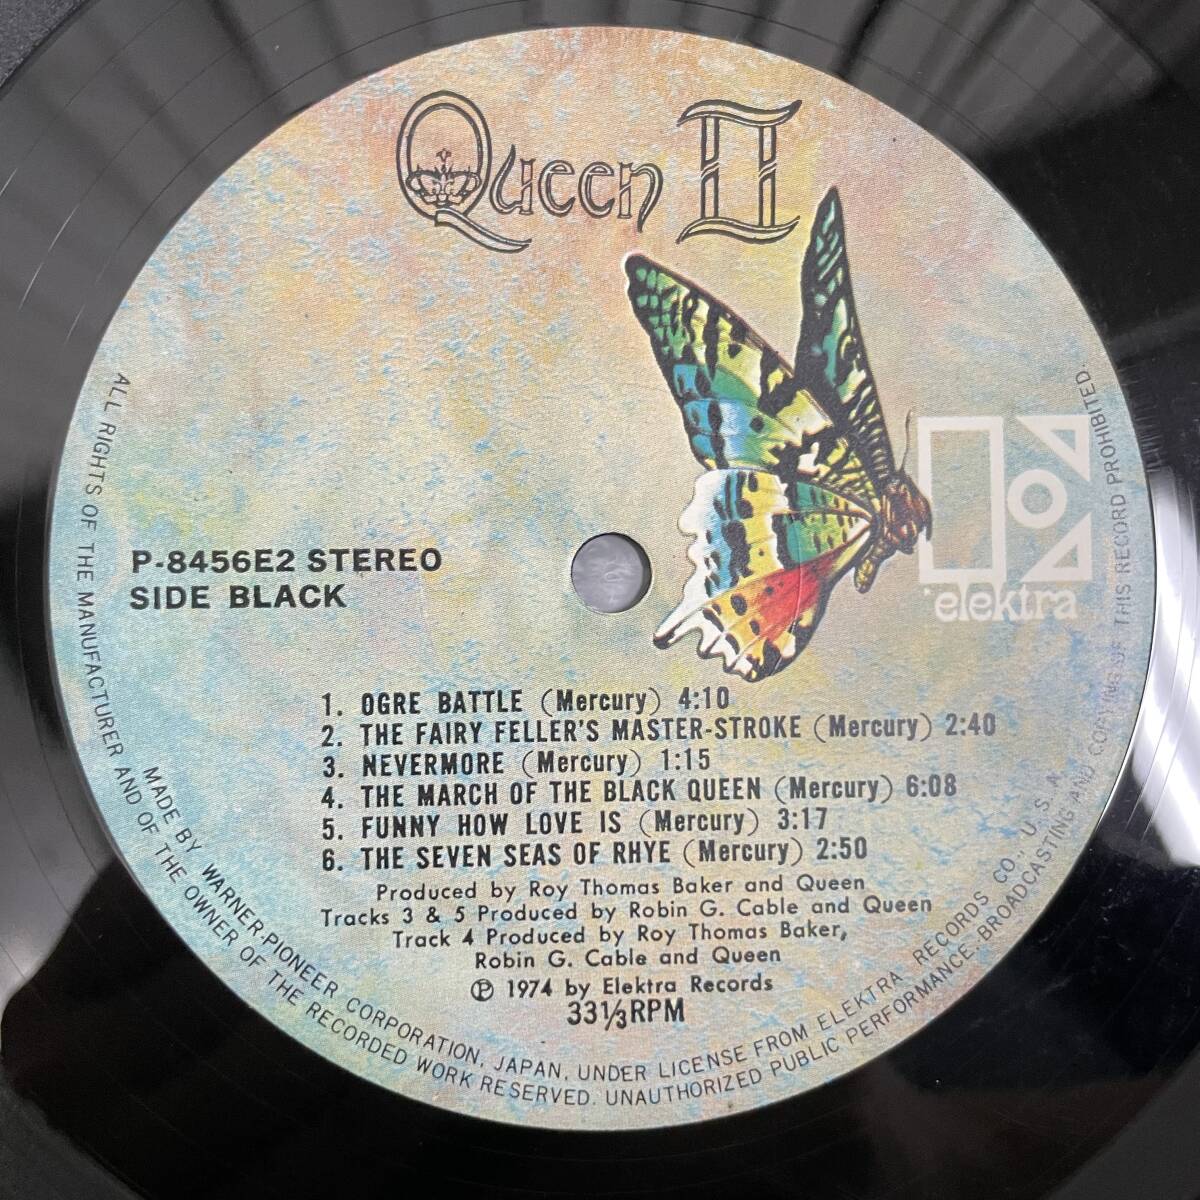 Queen II
elektra
P-8456E2 STEREO
SIDE BLACK
1. OGRE BATTLE (Mercury) 4:10
2. THE FAIRY FELLER'S MASTER-STROKE (Mercury) 2:40
3. NEVERMORE (Mercury) 1:15
4. THE MARCH OF THE BLACK QUEEN (Mercury) 6:08
5. FUNNY HOW LOVE IS (Mercury) 3:17
6. THE SEVEN SEAS OF RHYE (Mercury) 2:50
Produced by Roy Thomas Baker and Queen
Tracks 3 & 5 Produced by Robin G. Cable and Queen
Track 4 Produced by Roy Thomas Baker,
Robin G. Cable and Queen
℗ 1974 by Elektra Records
33⅓RPM
MADE BY WARNER-PIONEER CORPORATION, JAPAN, UNDER LICENSE FROM ELEKTRA RECORDS CO., U. S. A.
ALL RIGHTS OF THE MANUFACTURER AND OF THE OWNER OF THE RECORDED WORK RESERVED. UNAUTHORIZED PUBLIC PERFORMANCE, BROADCASTING AND COPYING OF THIS RECORD PROHIBITED.